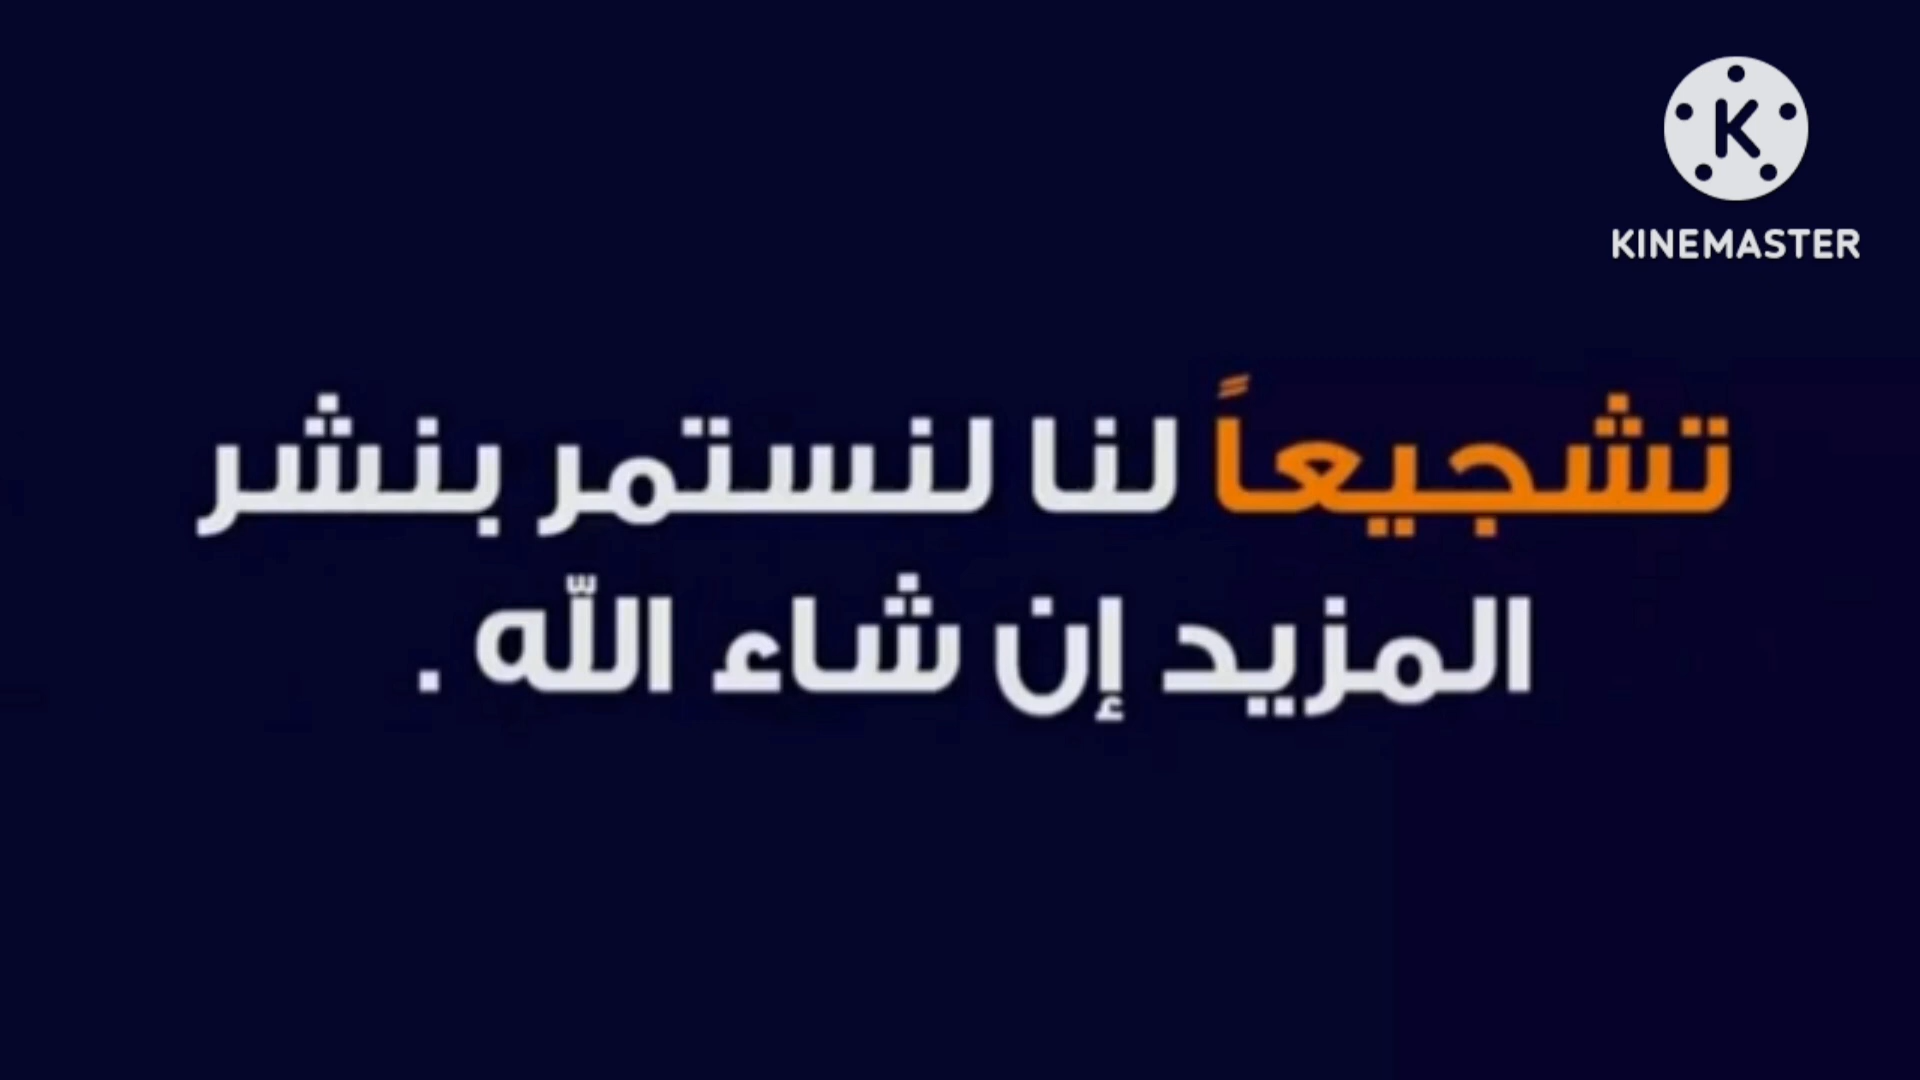 KINEMASTER
تشجيعاً لنا لنستمر بنشر
المزيد إن شاء اللّه .